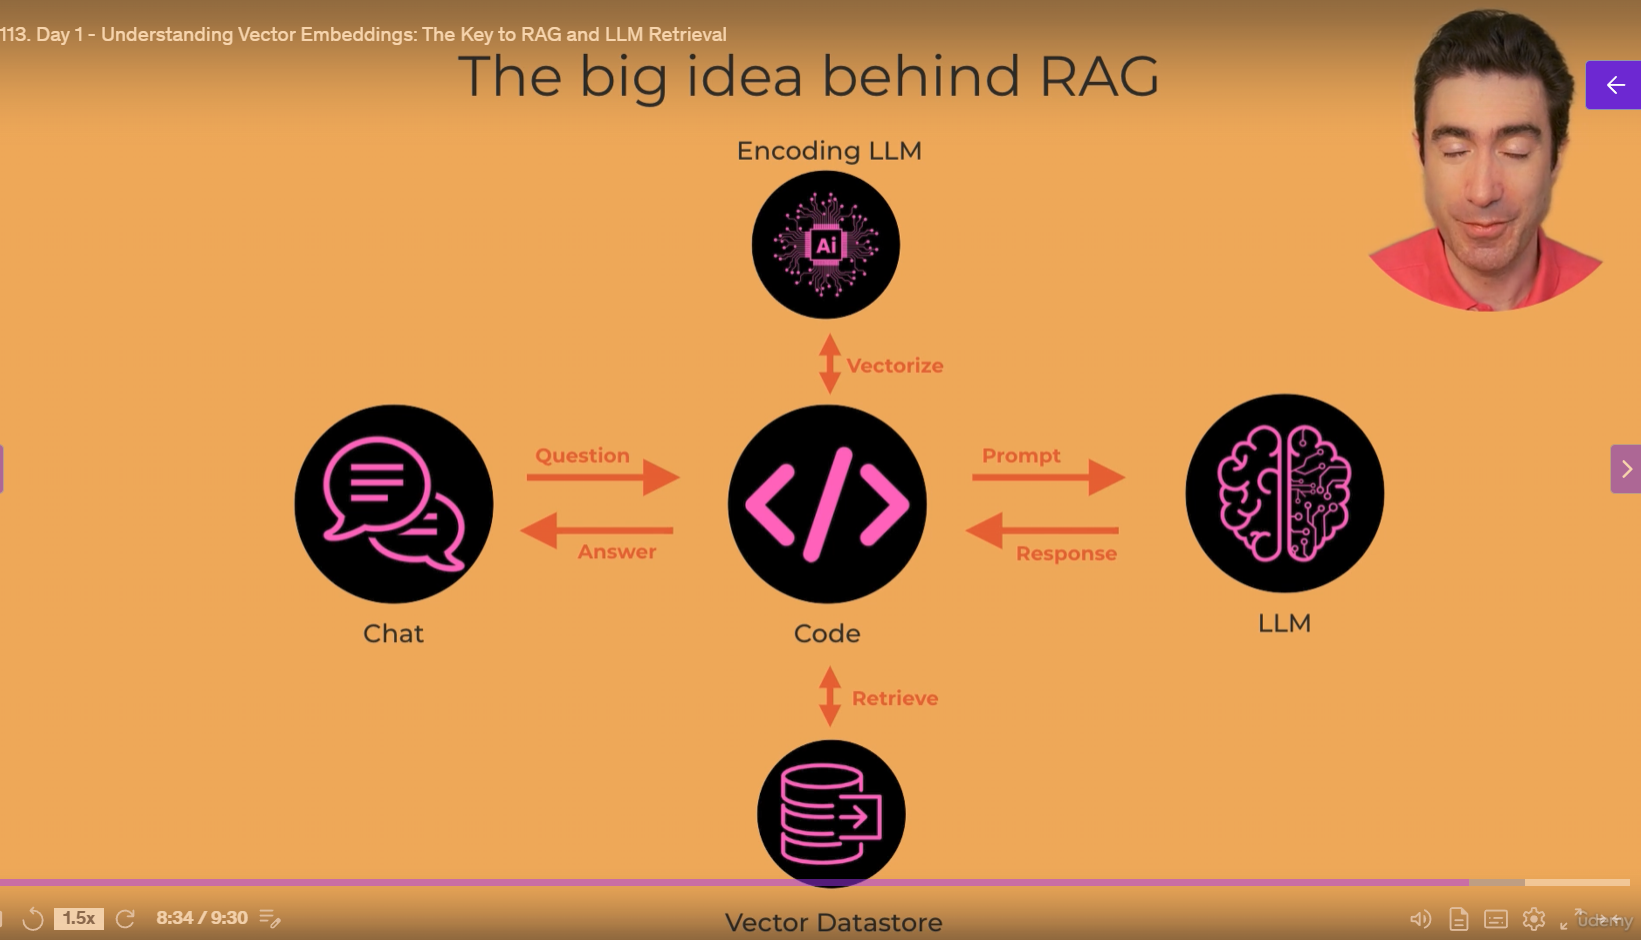 113. Day 1 - Understanding Vector Embeddings: The Key to RAG and LLM Retrieval
The big idea behind RAG
Encoding LLM
Ai
Vectorize
Question
Prompt
Answer
Response
Chat
Code
LLM
Retrieve
1.5x
8:34 / 9:30
Vector Datastore
udemy